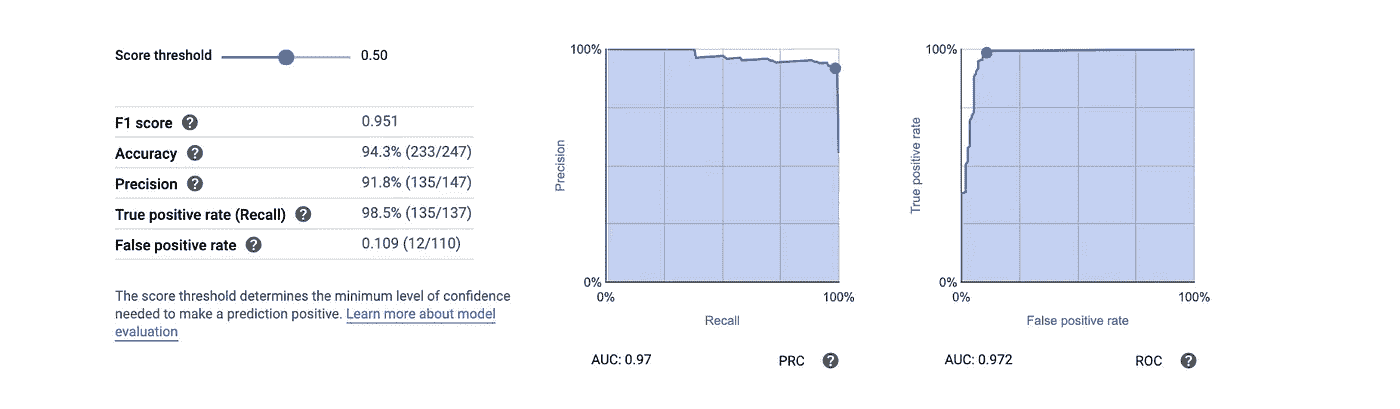 Score threshold 0.50
F1 score ? 0.951
Accuracy ? 94.3% (233/247)
Precision ? 91.8% (135/147)
True positive rate (Recall) ? 98.5% (135/137)
False positive rate ? 0.109 (12/110)
The score threshold determines the minimum level of confidence
needed to make a prediction positive. Learn more about model
evaluation
100%
Precision
0%
0% 100%
Recall
AUC: 0.97 PRC ?
100%
True positive rate
0%
0% 100%
False positive rate
AUC: 0.972 ROC ?